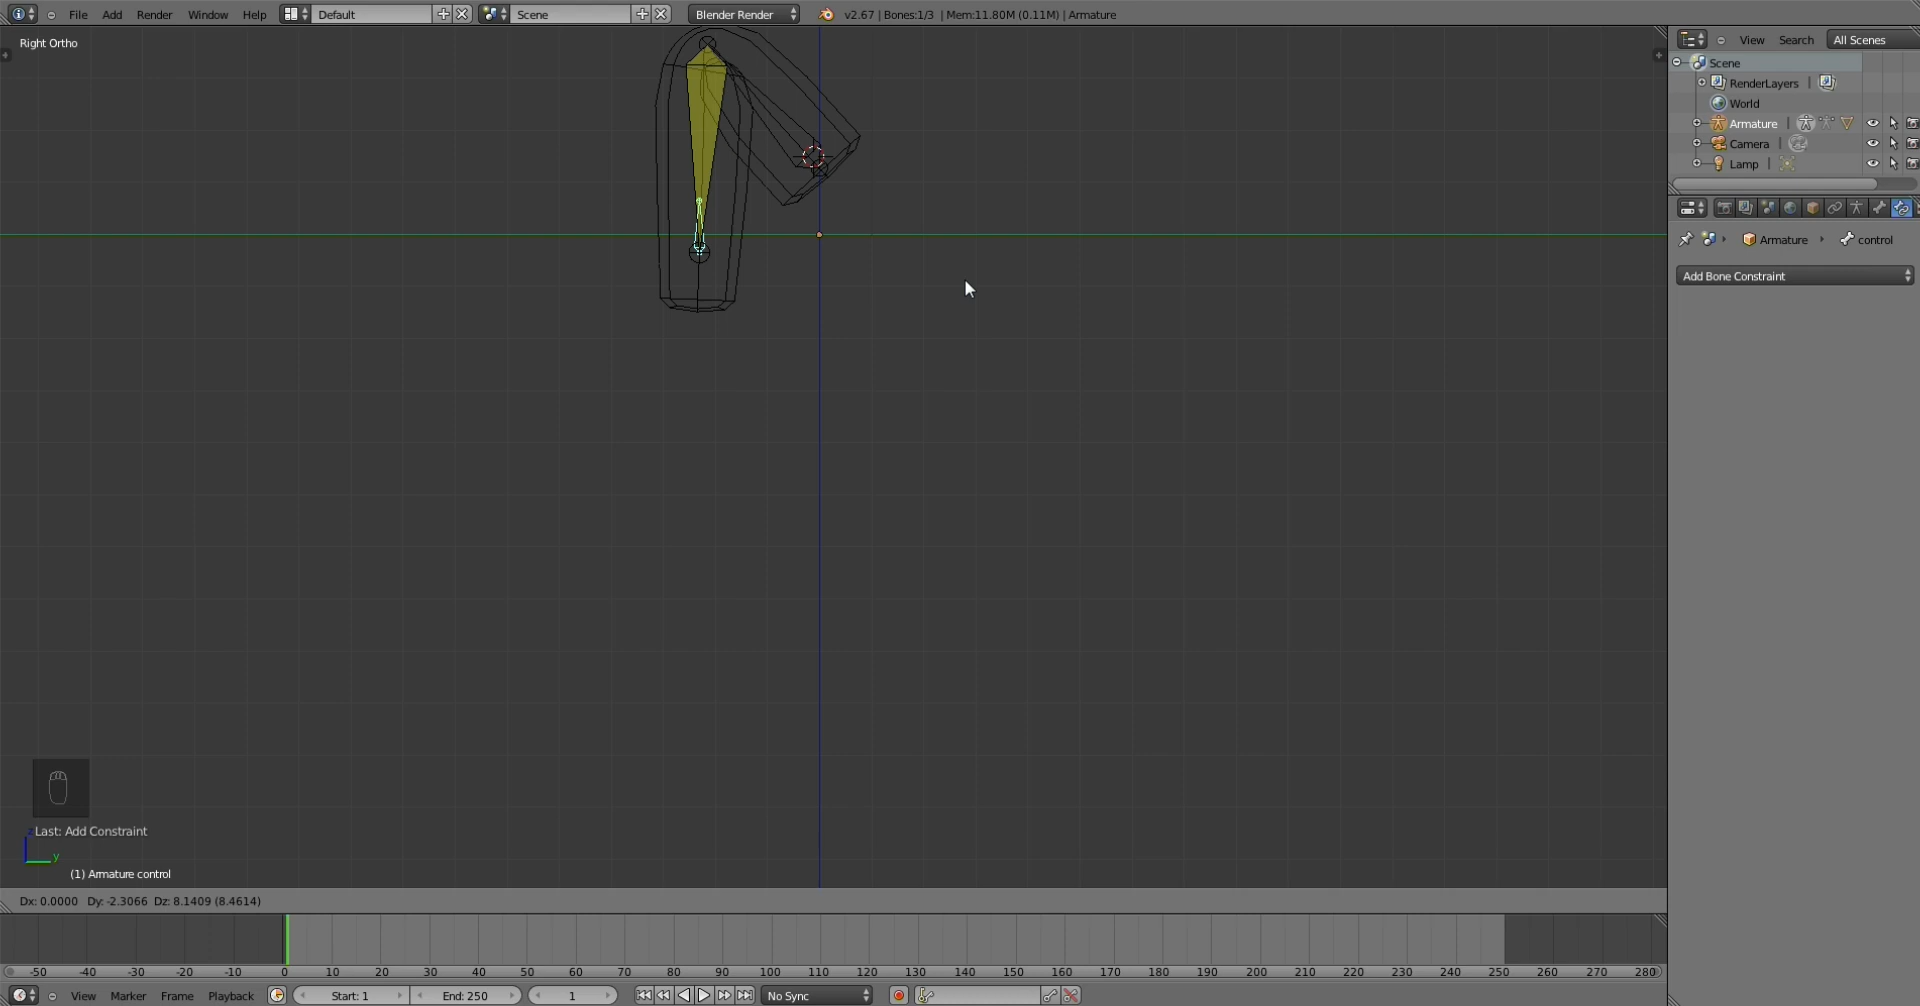 File Add Render Window Help Default Scene Blender Render v2.67 | Bones:1/3 | Mem:11.80M (0.11M) | Armature
Right Ortho
View Search All Scenes
Scene
RenderLayers |
World
Armature |
Camera |
Lamp |
Armature control
Add Bone Constraint
Last: Add Constraint
z
y
(1) Armature control
Dx: 0.0000 Dy: -2.3066 Dz: 8.1409 (8.4614)
-50 -40 -30 -20 -10 0 10 20 30 40 50 60 70 80 90 100 110 120 130 140 150 160 170 180 190 200 210 220 230 240 250 260 270 280
View Marker Frame Playback Start: 1 End: 250 1 No Sync